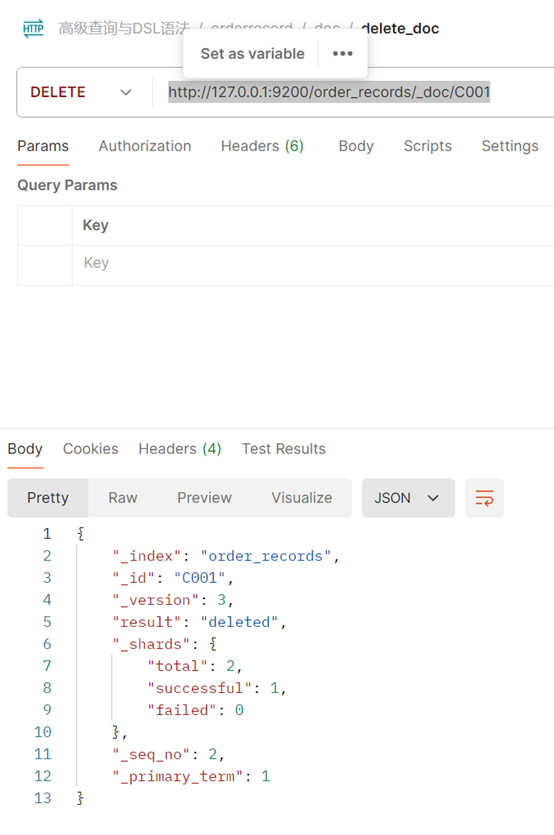 HTTP 高级查询与DSL语法 / orderrecord / doc / delete_doc
Set as variable
DELETE http://127.0.0.1:9200/order_records/_doc/C001
Params Authorization Headers (6) Body Scripts Settings
Query Params
Key
Key
Body Cookies Headers (4) Test Results
Pretty Raw Preview Visualize JSON
1 {
2 "_index": "order_records",
3 "_id": "C001",
4 "_version": 3,
5 "result": "deleted",
6 "_shards": {
7 "total": 2,
8 "successful": 1,
9 "failed": 0
10 },
11 "_seq_no": 2,
12 "_primary_term": 1
13 }